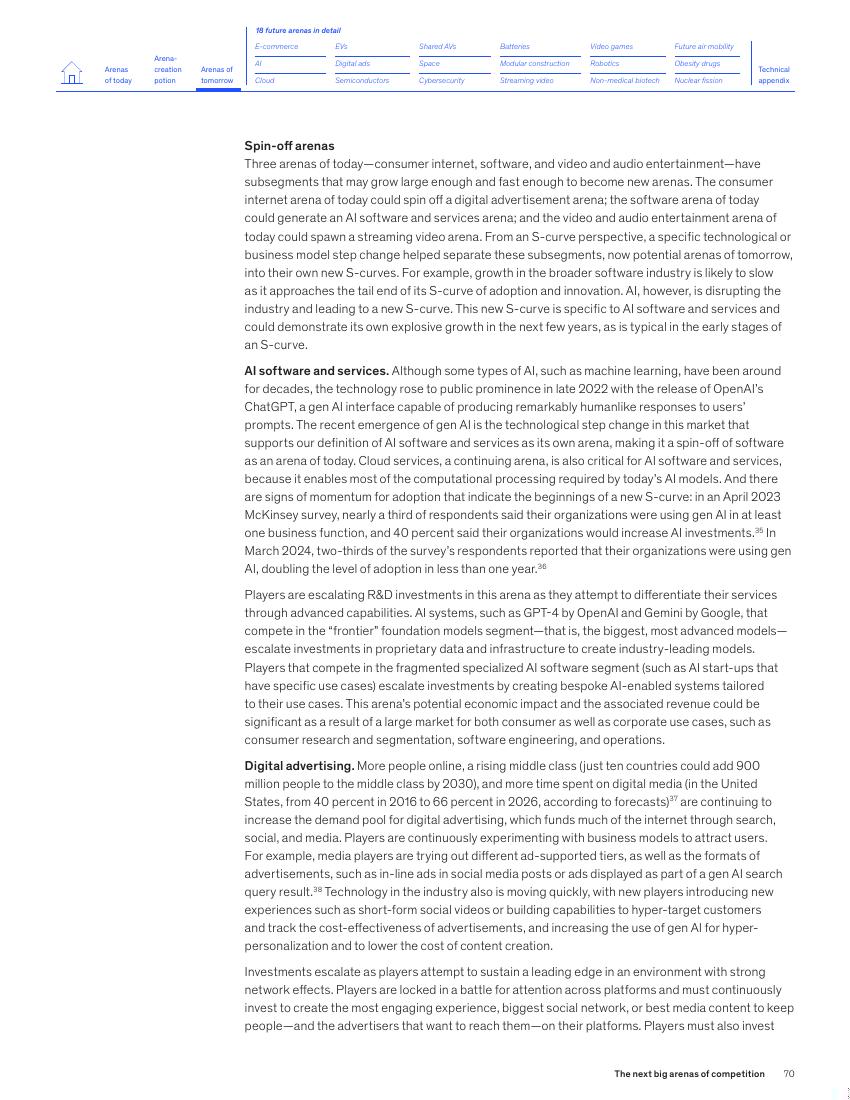 18 future arenas in detail
Arenas
of today
Arena-
creation
potion
Arenas of
tomorrow
E-commerce
EVs
Shared AVs
Batteries
Video games
Future air mobility
AI
Digital ads
Space
Modular construction
Robotics
Obesity drugs
Cloud
Semiconductors
Cybersecurity
Streaming video
Non-medical biotech
Nuclear fission
Technical
appendix
Spin-off arenas
Three arenas of today—consumer internet, software, and video and audio entertainment—have
subsegments that may grow large enough and fast enough to become new arenas. The consumer
internet arena of today could spin off a digital advertisement arena; the software arena of today
could generate an AI software and services arena; and the video and audio entertainment arena of
today could spawn a streaming video arena. From an S-curve perspective, a specific technological or
business model step change helped separate these subsegments, now potential arenas of tomorrow,
into their own new S-curves. For example, growth in the broader software industry is likely to slow
as it approaches the tail end of its S-curve of adoption and innovation. AI, however, is disrupting the
industry and leading to a new S-curve. This new S-curve is specific to AI software and services and
could demonstrate its own explosive growth in the next few years, as is typical in the early stages of
an S-curve.
AI software and services. Although some types of AI, such as machine learning, have been around
for decades, the technology rose to public prominence in late 2022 with the release of OpenAI's
ChatGPT, a gen AI interface capable of producing remarkably humanlike responses to users'
prompts. The recent emergence of gen AI is the technological step change in this market that
supports our definition of AI software and services as its own arena, making it a spin-off of software
as an arena of today. Cloud services, a continuing arena, is also critical for AI software and services,
because it enables most of the computational processing required by today's AI models. And there
are signs of momentum for adoption that indicate the beginnings of a new S-curve: in an April 2023
McKinsey survey, nearly a third of respondents said their organizations were using gen AI in at least
one business function, and 40 percent said their organizations would increase AI investments.³⁵ In
March 2024, two-thirds of the survey's respondents reported that their organizations were using gen
AI, doubling the level of adoption in less than one year.³⁶
Players are escalating R&D investments in this arena as they attempt to differentiate their services
through advanced capabilities. AI systems, such as GPT-4 by OpenAI and Gemini by Google, that
compete in the “frontier” foundation models segment—that is, the biggest, most advanced models—
escalate investments in proprietary data and infrastructure to create industry-leading models.
Players that compete in the fragmented specialized AI software segment (such as AI start-ups that
have specific use cases) escalate investments by creating bespoke AI-enabled systems tailored
to their use cases. This arena's potential economic impact and the associated revenue could be
significant as a result of a large market for both consumer as well as corporate use cases, such as
consumer research and segmentation, software engineering, and operations.
Digital advertising. More people online, a rising middle class (just ten countries could add 900
million people to the middle class by 2030), and more time spent on digital media (in the United
States, from 40 percent in 2016 to 66 percent in 2026, according to forecasts)³⁷ are continuing to
increase the demand pool for digital advertising, which funds much of the internet through search,
social, and media. Players are continuously experimenting with business models to attract users.
For example, media players are trying out different ad-supported tiers, as well as the formats of
advertisements, such as in-line ads in social media posts or ads displayed as part of a gen AI search
query result.³⁸ Technology in the industry also is moving quickly, with new players introducing new
experiences such as short-form social videos or building capabilities to hyper-target customers
and track the cost-effectiveness of advertisements, and increasing the use of gen AI for hyper-
personalization and to lower the cost of content creation.
Investments escalate as players attempt to sustain a leading edge in an environment with strong
network effects. Players are locked in a battle for attention across platforms and must continuously
invest to create the most engaging experience, biggest social network, or best media content to keep
people—and the advertisers that want to reach them—on their platforms. Players must also invest
The next big arenas of competition 70